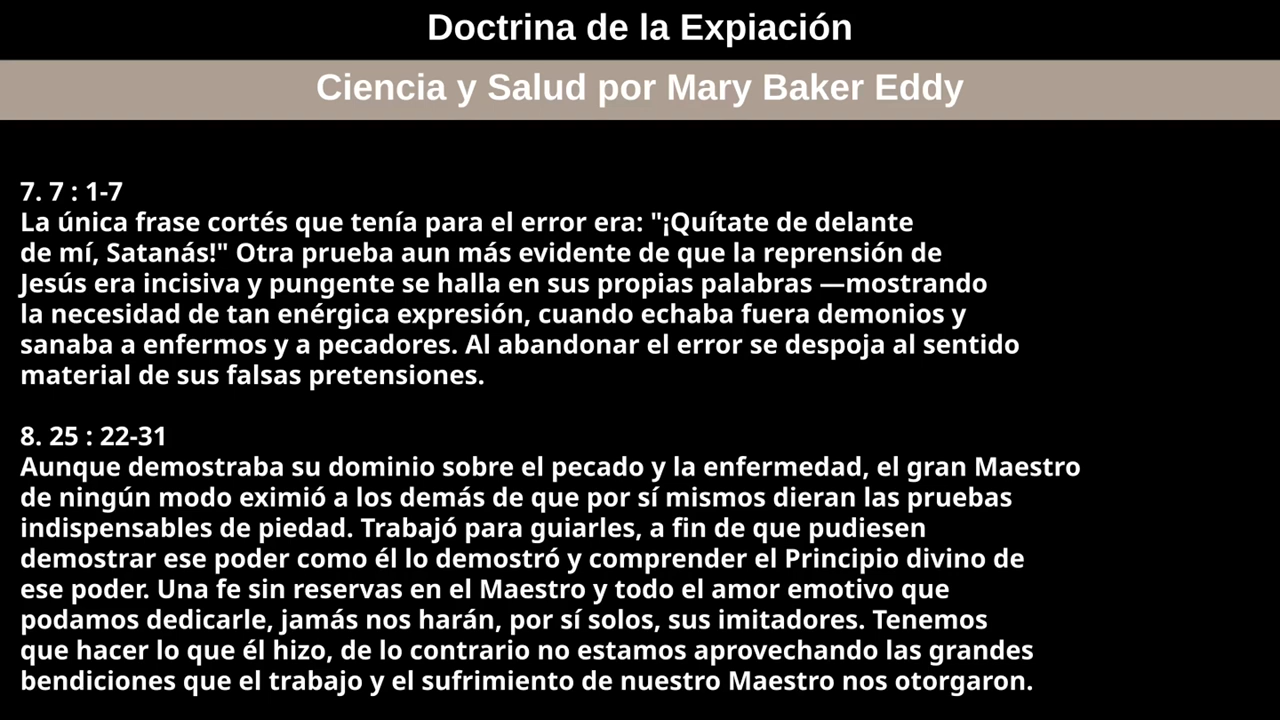 Doctrina de la Expiación
Ciencia y Salud por Mary Baker Eddy
7. 7 : 1-7
La única frase cortés que tenía para el error era: "¡Quítate de delante
de mí, Satanás!" Otra prueba aun más evidente de que la reprensión de
Jesús era incisiva y pungente se halla en sus propias palabras —mostrando
la necesidad de tan enérgica expresión, cuando echaba fuera demonios y
sanaba a enfermos y a pecadores. Al abandonar el error se despoja al sentido
material de sus falsas pretensiones.
8. 25 : 22-31
Aunque demostraba su dominio sobre el pecado y la enfermedad, el gran Maestro
de ningún modo eximió a los demás de que por sí mismos dieran las pruebas
indispensables de piedad. Trabajó para guiarles, a fin de que pudiesen
demostrar ese poder como él lo demostró y comprender el Principio divino de
ese poder. Una fe sin reservas en el Maestro y todo el amor emotivo que
podamos dedicarle, jamás nos harán, por sí solos, sus imitadores. Tenemos
que hacer lo que él hizo, de lo contrario no estamos aprovechando las grandes
bendiciones que el trabajo y el sufrimiento de nuestro Maestro nos otorgaron.